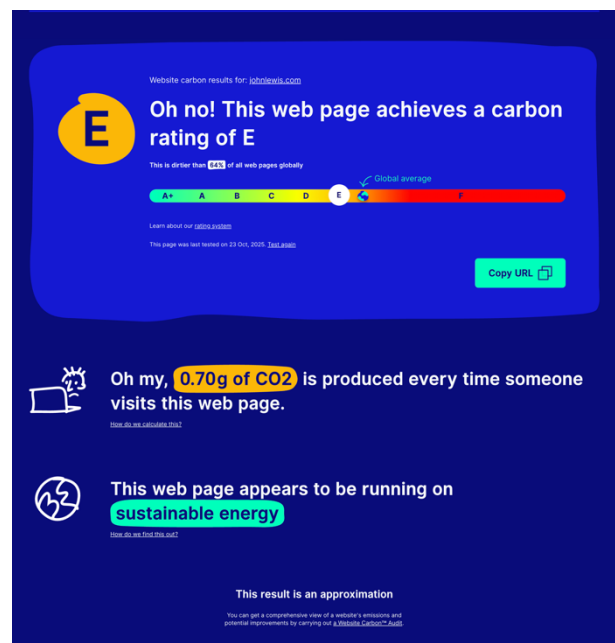 Website carbon results for: johnlewis.com
E
Oh no! This web page achieves a carbon
rating of E
This is dirtier than 64% of all web pages globally
Global average
A+ A B C D E F
Learn about our rating system
This page was last tested on 23 Oct, 2025. Test again
Copy URL
Oh my, 0.70g of CO2 is produced every time someone
visits this web page.
How do we calculate this?
This web page appears to be running on
sustainable energy
How do we find this out?
This result is an approximation
You can get a comprehensive view of a website's emissions and
potential improvements by carrying out a Website Carbon™ Audit.